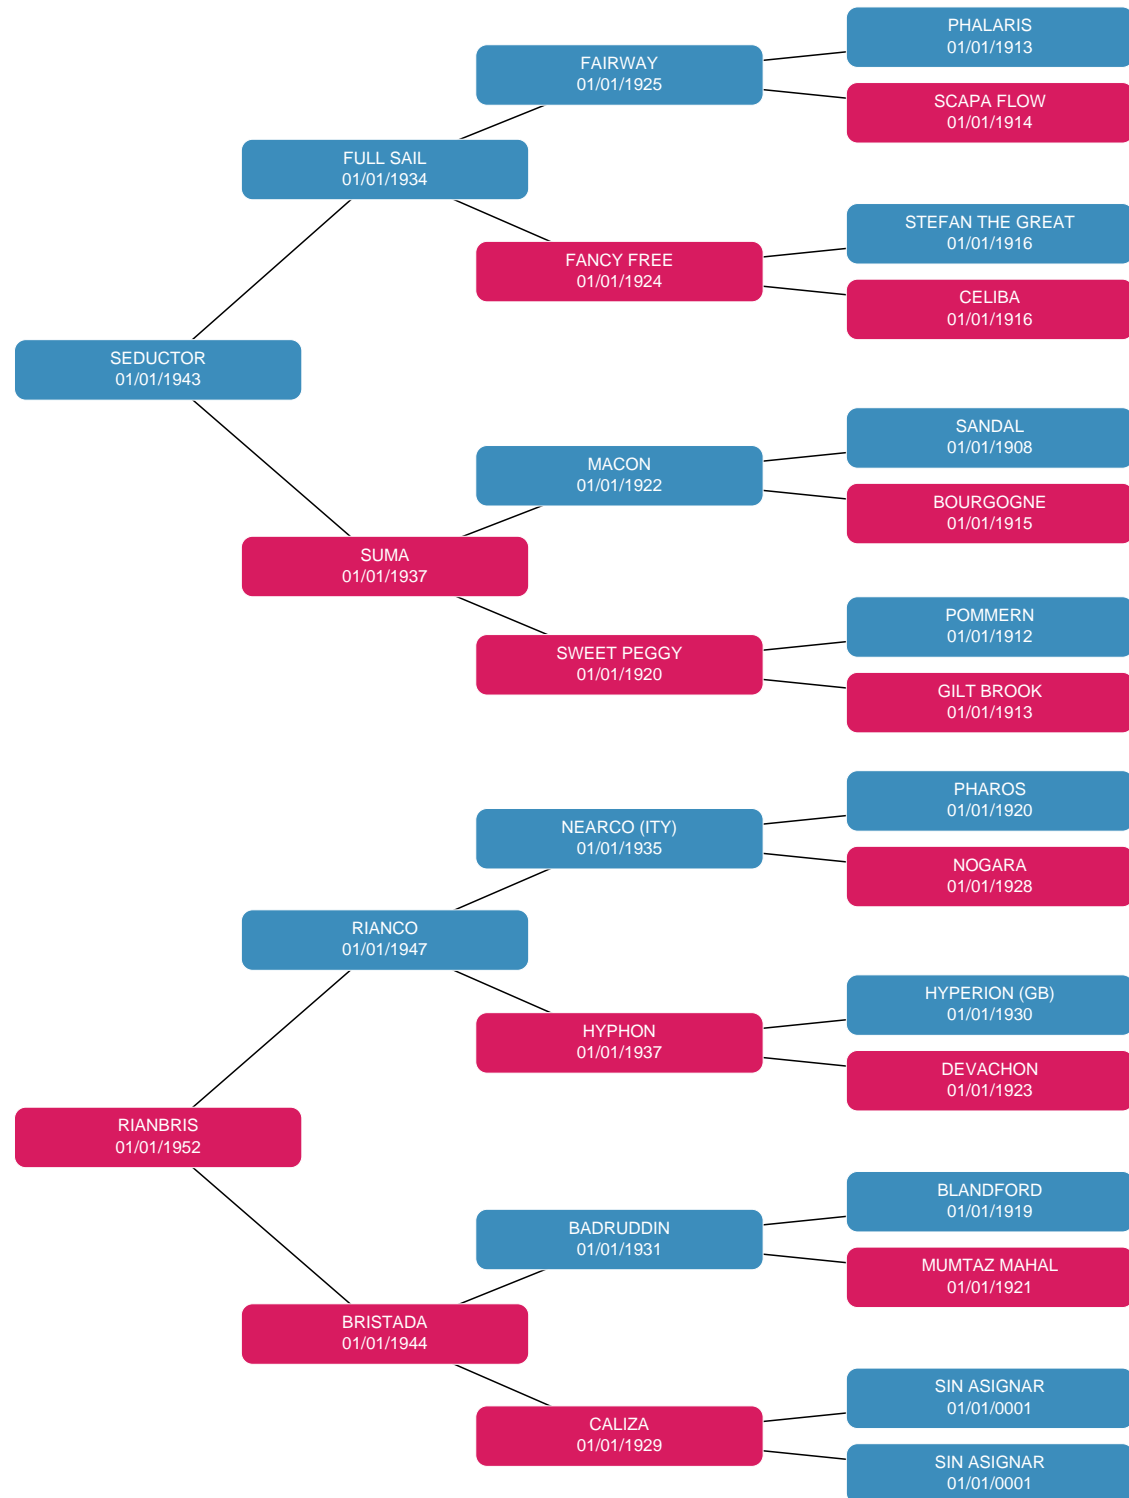 PHALARIS
01/01/1913
FAIRWAY
01/01/1925
SCAPA FLOW
01/01/1914
FULL SAIL
01/01/1934
STEFAN THE GREAT
01/01/1916
FANCY FREE
01/01/1924
CELIBA
01/01/1916
SEDUCTOR
01/01/1943
SANDAL
01/01/1908
MACON
01/01/1922
BOURGOGNE
01/01/1915
SUMA
01/01/1937
POMMERN
01/01/1912
SWEET PEGGY
01/01/1920
GILT BROOK
01/01/1913
PHAROS
01/01/1920
NEARCO (ITY)
01/01/1935
NOGARA
01/01/1928
RIANCO
01/01/1947
HYPERION (GB)
01/01/1930
HYPHON
01/01/1937
DEVACHON
01/01/1923
RIANBRIS
01/01/1952
BLANDFORD
01/01/1919
BADRUDDIN
01/01/1931
MUMTAZ MAHAL
01/01/1921
BRISTADA
01/01/1944
SIN ASIGNAR
01/01/0001
CALIZA
01/01/1929
SIN ASIGNAR
01/01/0001